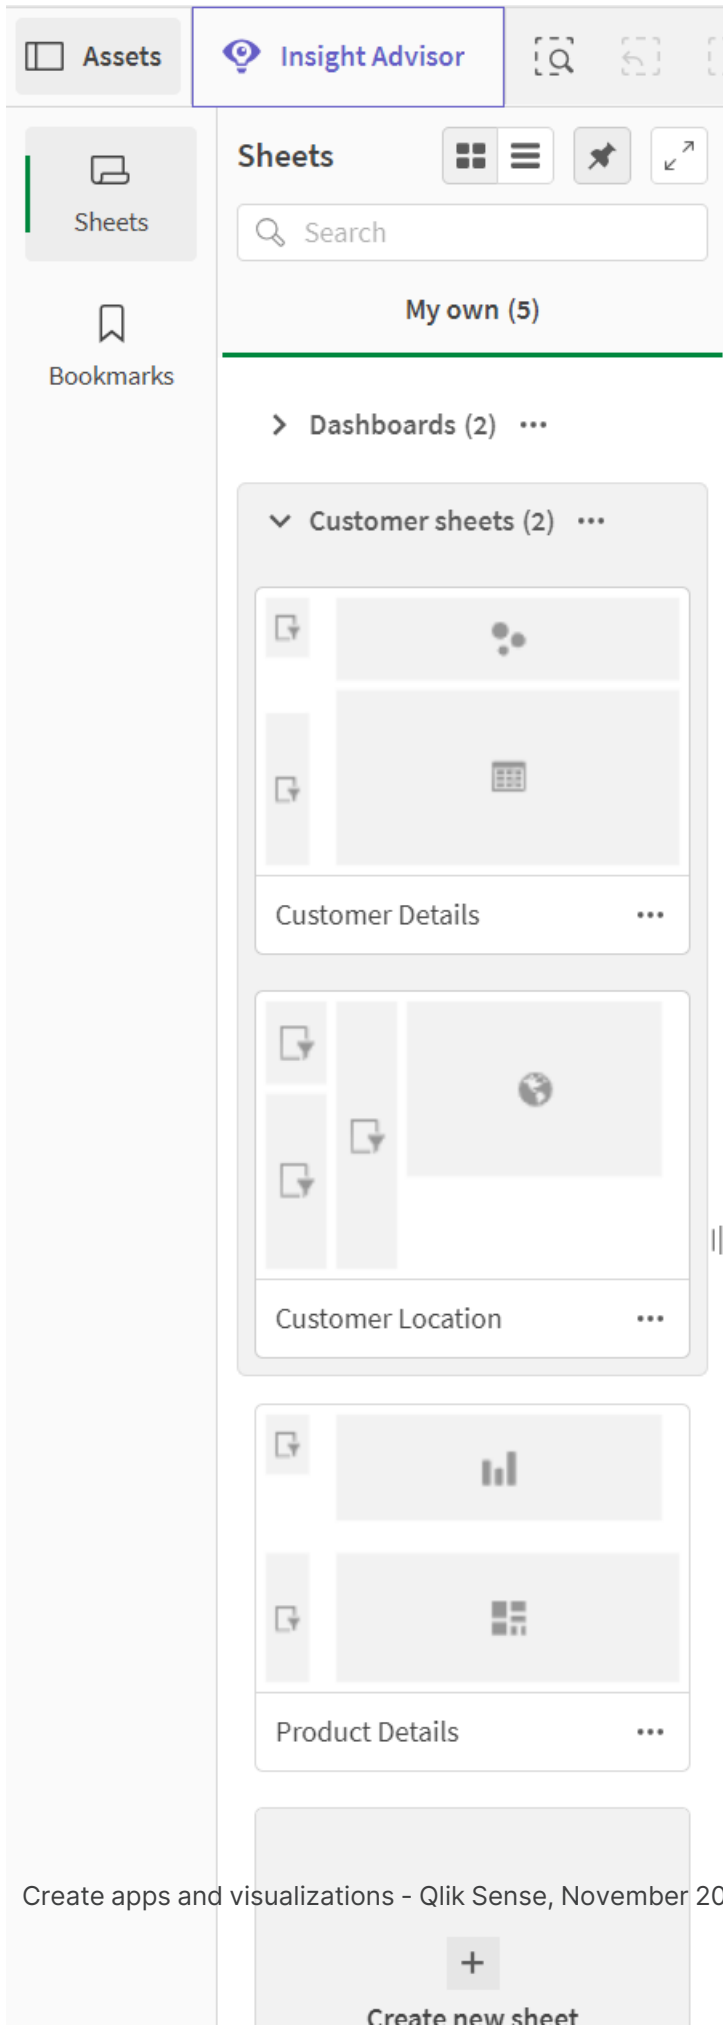 Assets
Insight Advisor
Sheets
Sheets
Search
Bookmarks
My own (5)
Dashboards (2)
Customer sheets (2)
Customer Details
Customer Location
Product Details
Create apps and visualizations - Qlik Sense, November 20
Create new sheet